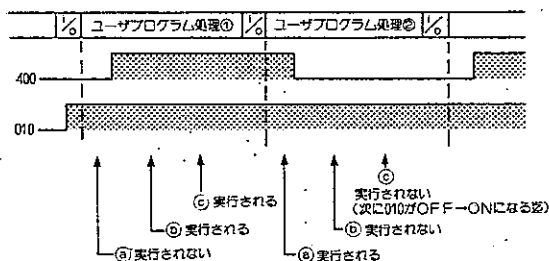 I/O ユーザプログラム処理① I/O ユーザプログラム処理② I/O
400
010
ⓒ 実行される
ⓒ
実行されない
(次に010がOFF→ONになる迄)
ⓑ 実行される
ⓑ 実行されない
ⓐ 実行されない
ⓐ 実行される